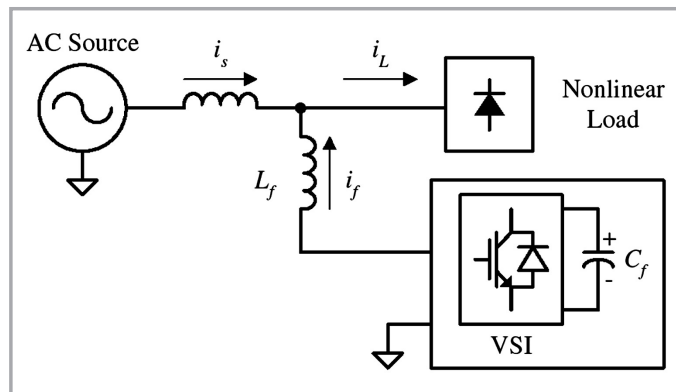 AC Source
i_s
i_L
Nonlinear
Load
L_f
i_f
+
C_f
-
VSI